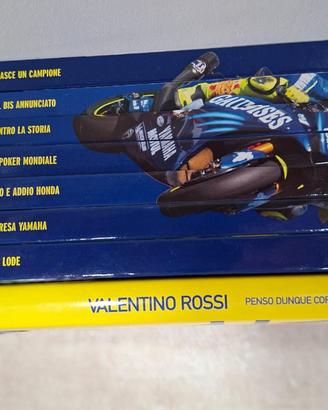 ASCE UN CAMPIONE
BIS ANNUNCIATO
NTRO LA STORIA
POKER MONDIALE
O E ADDIO HONDA
RESA YAMAHA
LODE
GAULOISES
YAMAHA
VALENTINO ROSSI PENSO DUNQUE COR